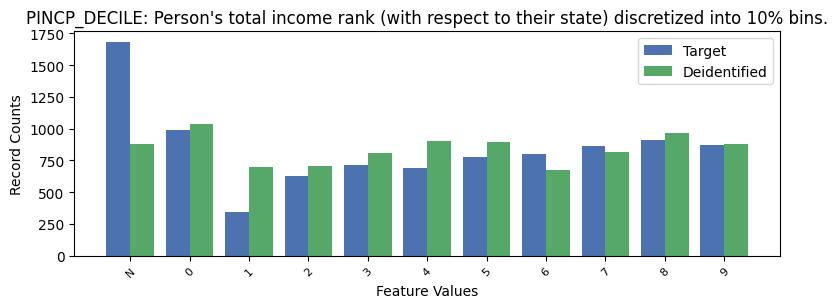 PINCP_DECILE: Person's total income rank (with respect to their state) discretized into 10% bins.
1750
1500
1250
1000
750
500
250
0
Record Counts
Target
Deidentified
N 0 1 2 3 4 5 6 7 8 9
Feature Values